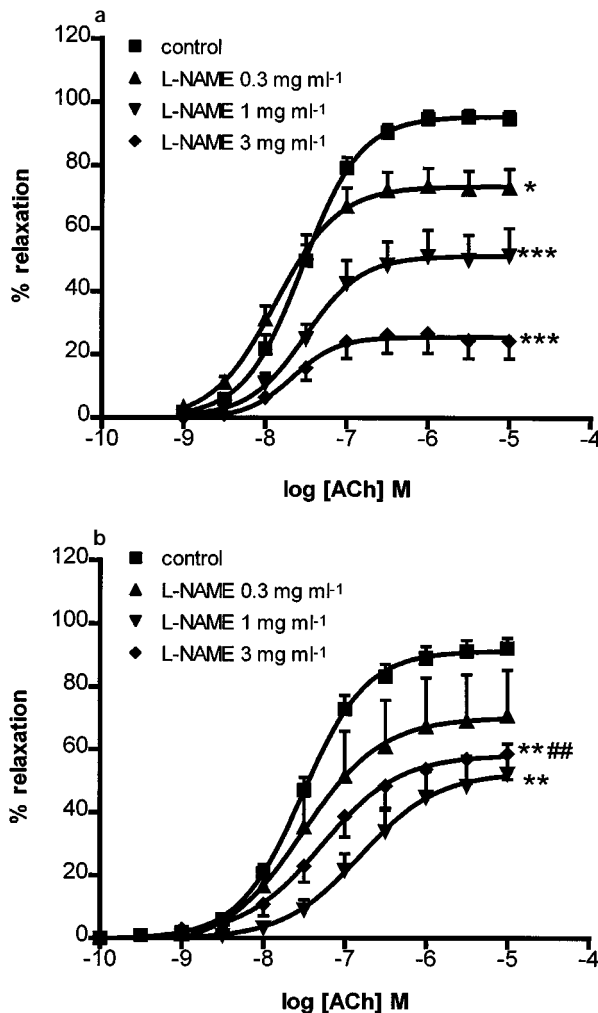 a
120
100
80
60
40
20
0
% relaxation
■ control
▲ L-NAME 0.3 mg ml⁻¹
▼ L-NAME 1 mg ml⁻¹
◆ L-NAME 3 mg ml⁻¹
*
***
***
-10 -9 -8 -7 -6 -5 -4
log [ACh] M
b
120
100
80
60
40
20
0
% relaxation
■ control
▲ L-NAME 0.3 mg ml⁻¹
▼ L-NAME 1 mg ml⁻¹
◆ L-NAME 3 mg ml⁻¹
**##
**
-10 -9 -8 -7 -6 -5 -4
log [ACh] M